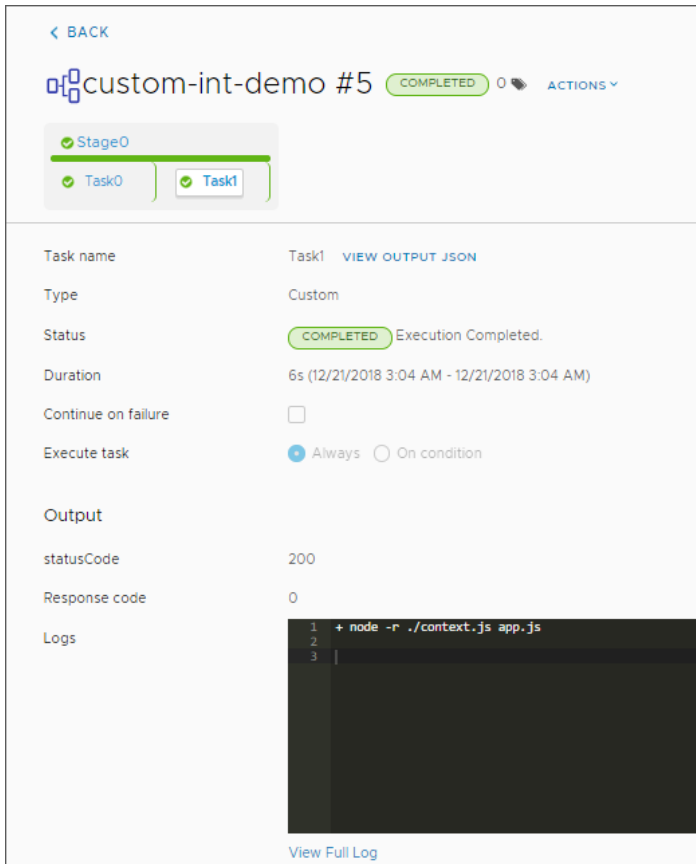 BACK
custom-int-demo #5 COMPLETED 0 ACTIONS
Stage0
Task0 Task1
Task name Task1 VIEW OUTPUT JSON
Type Custom
Status COMPLETED Execution Completed.
Duration 6s (12/21/2018 3:04 AM - 12/21/2018 3:04 AM)
Continue on failure
Execute task Always On condition
Output
statusCode 200
Response code 0
Logs
1 + node -r ./context.js app.js
2
3
View Full Log